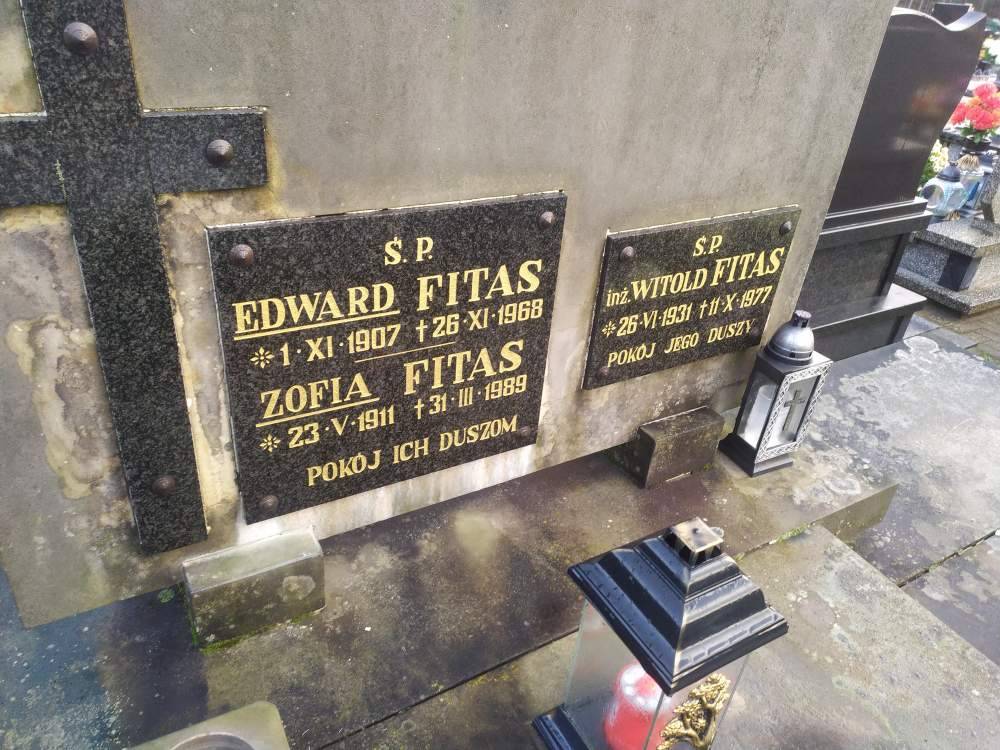 Ś.P.
EDWARD FITAS
* 1·XI·1907 † 26·XI·1968
ZOFIA FITAS
* 23·V·1911 † 31·III·1989
POKÓJ ICH DUSZOM
Ś.P.
inż. WITOLD FITAS
* 26·VI·1931 † 11·X·1977
POKÓJ JEGO DUSZY